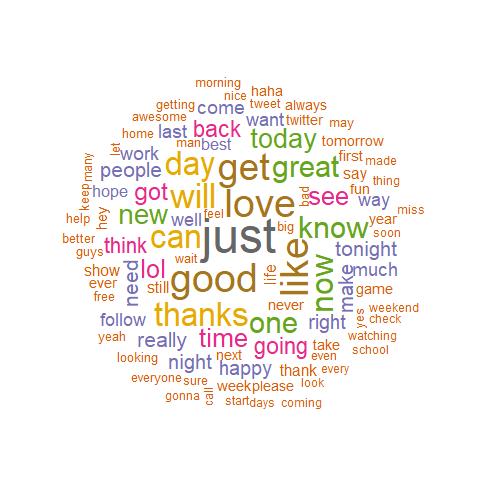 morning
nice haha
getting come tweet always
awesome want twitter may
home last back today tomorrow
let work man best first made
many people day get great say thing
keep hope got will love see fun way
hey new well feel bad miss
help can just big know year
better think soon
guys wait like tonight
show lol good life now make much
ever need still never game
free thanks one right yes weekend
follow time check
yeah really going take watching
looking night next happy thank even school
everyone sure week please look every
gonna call start days coming